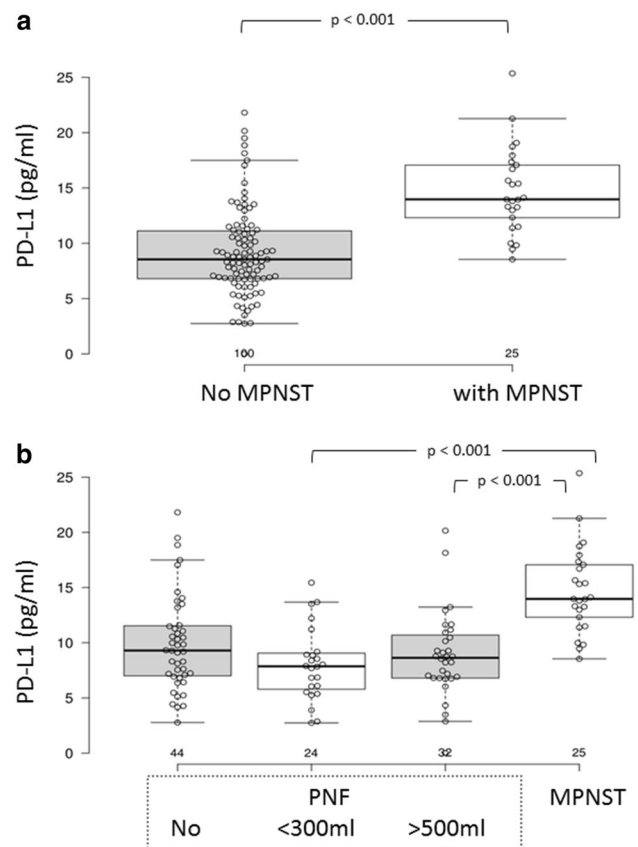 a
p < 0.001
PD-L1 (pg/ml)
25
20
15
10
5
0
100 25
No MPNST with MPNST
b
p < 0.001
p < 0.001
PD-L1 (pg/ml)
25
20
15
10
5
0
44 24 32 25
PNF MPNST
No <300ml >500ml